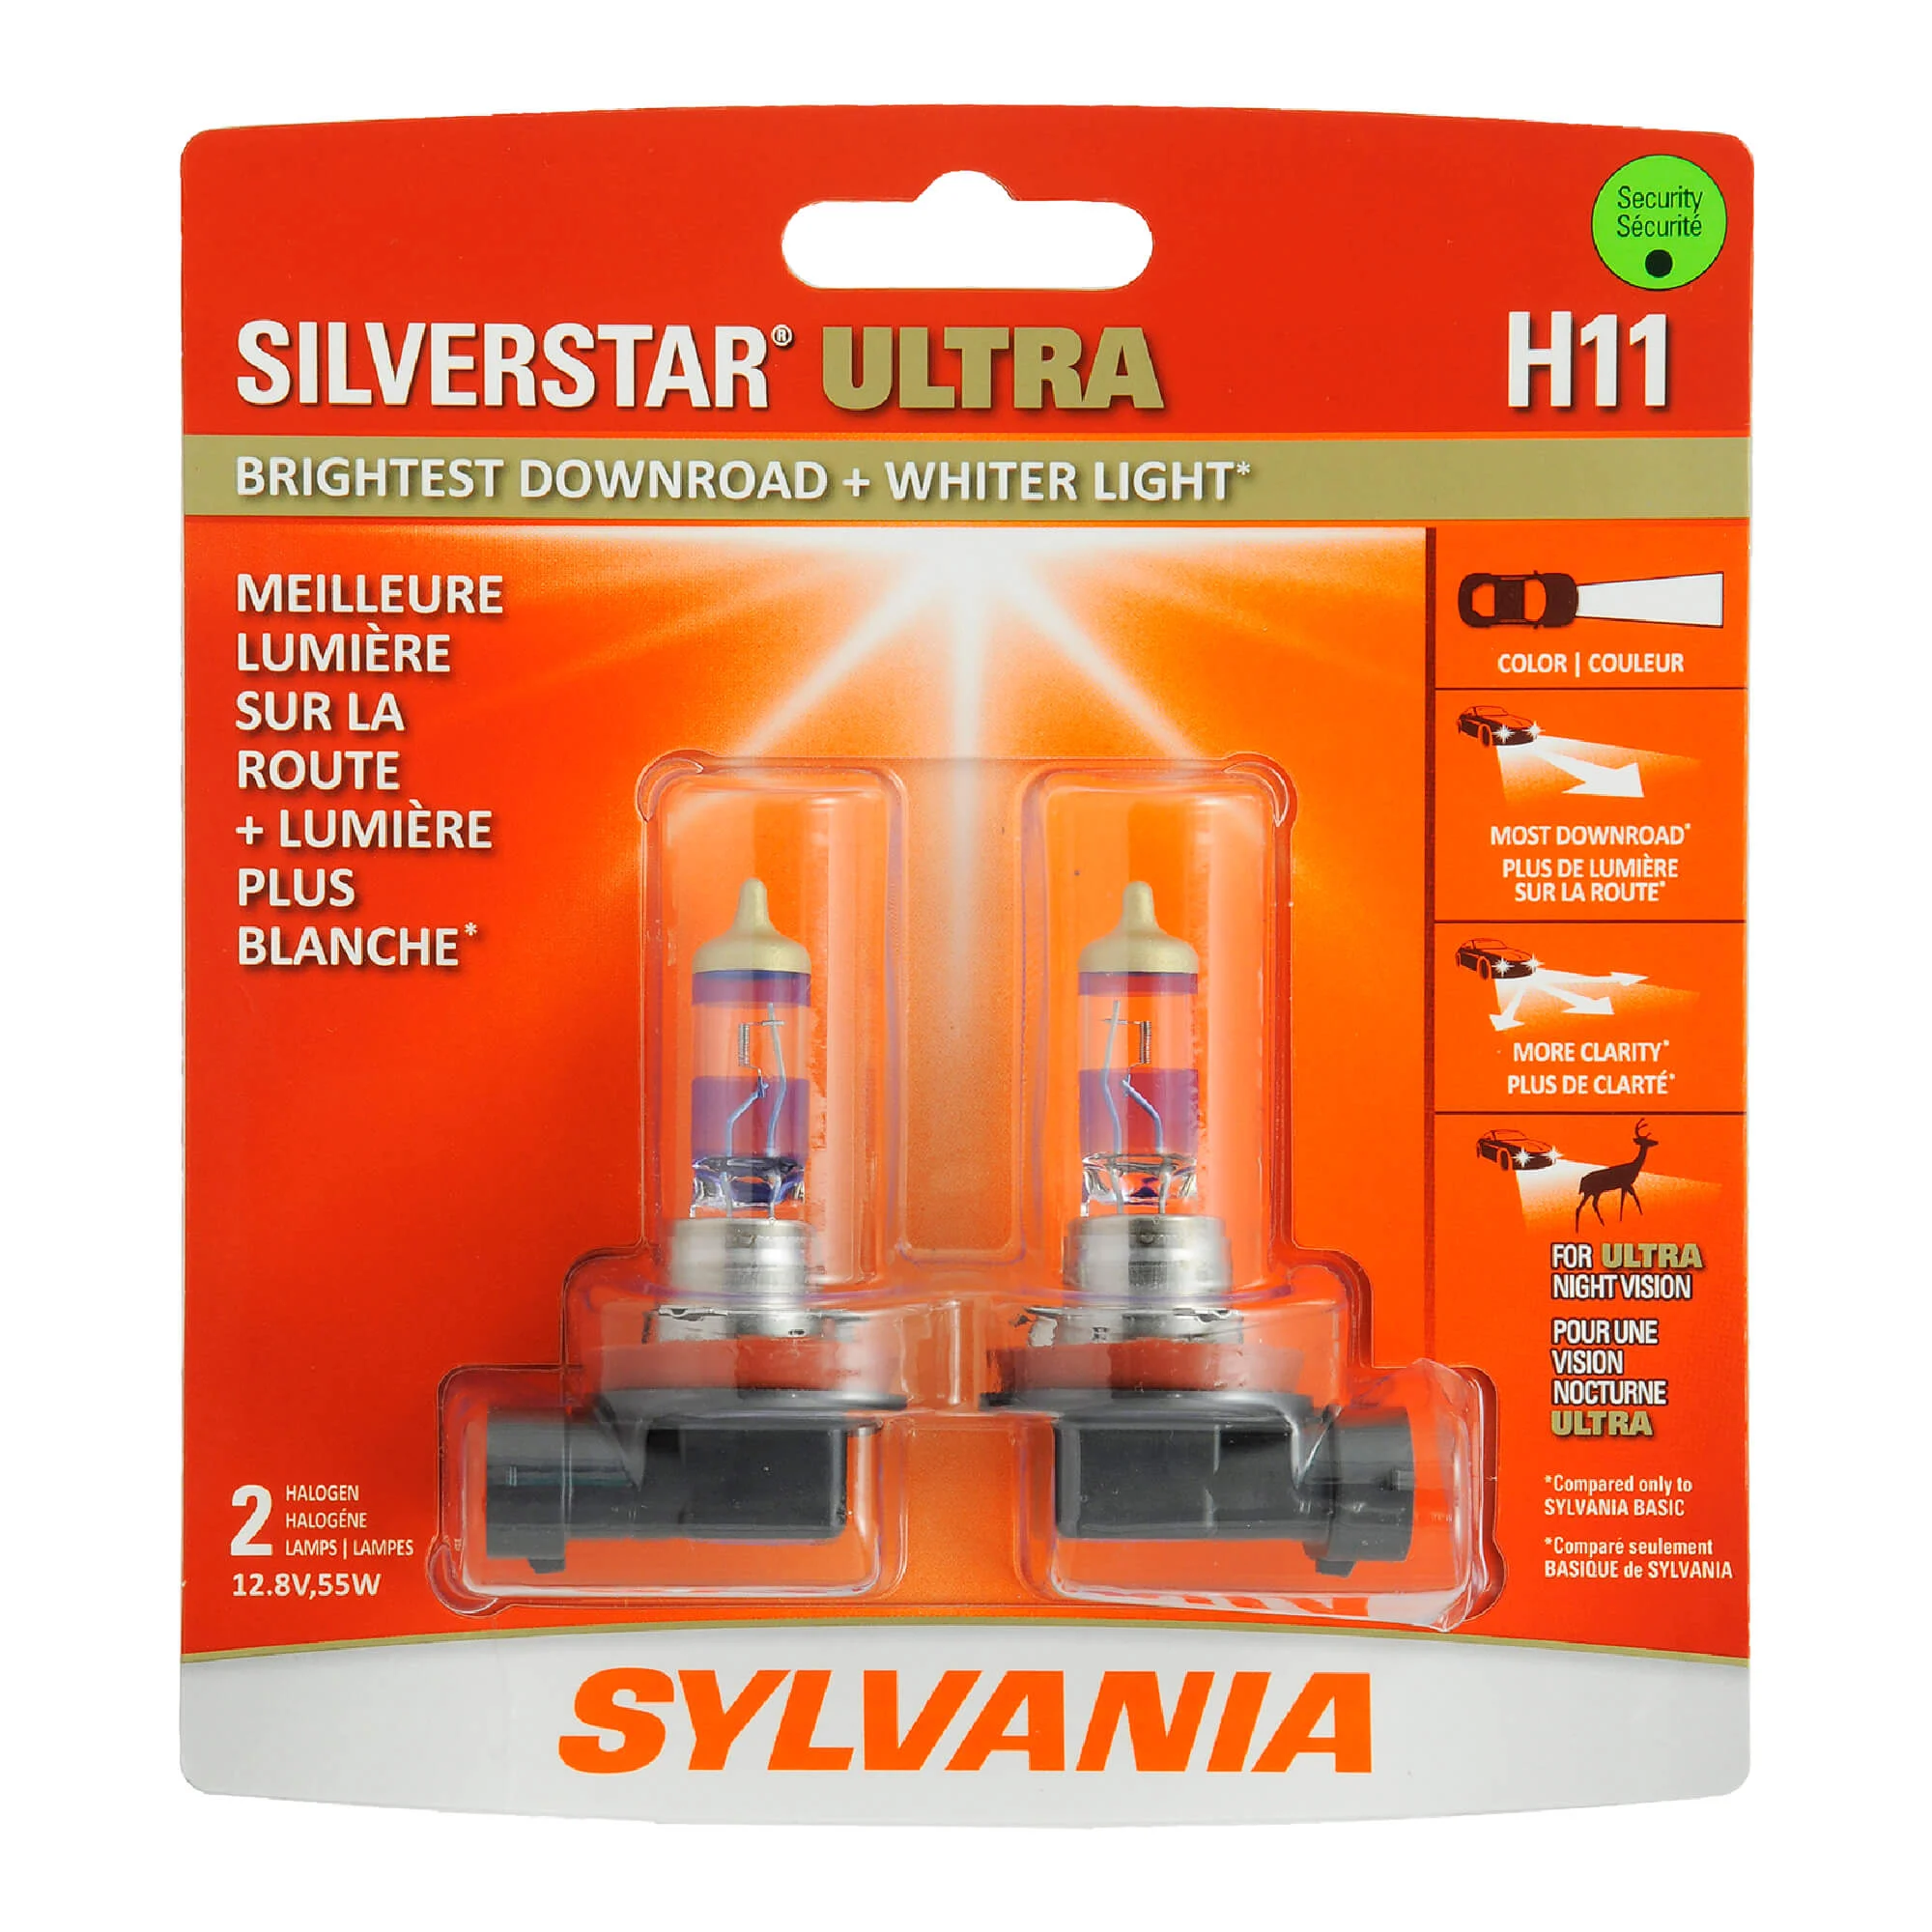 Security
Sécurité
SILVERSTAR® ULTRA
H11
BRIGHTEST DOWNROAD + WHITER LIGHT*
MEILLEURE
LUMIÈRE
SUR LA
ROUTE
+ LUMIÈRE
PLUS
BLANCHE*
COLOR | COULEUR
MOST DOWNROAD*
PLUS DE LUMIÈRE
SUR LA ROUTE*
MORE CLARITY*
PLUS DE CLARTÉ*
FOR ULTRA
NIGHT VISION
POUR UNE
VISION
NOCTURNE
ULTRA
*Compared only to
SYLVANIA BASIC
*Comparé seulement
BASIQUE de SYLVANIA
2 HALOGEN
HALOGÉNE
LAMPS | LAMPES
12.8V,55W
SYLVANIA